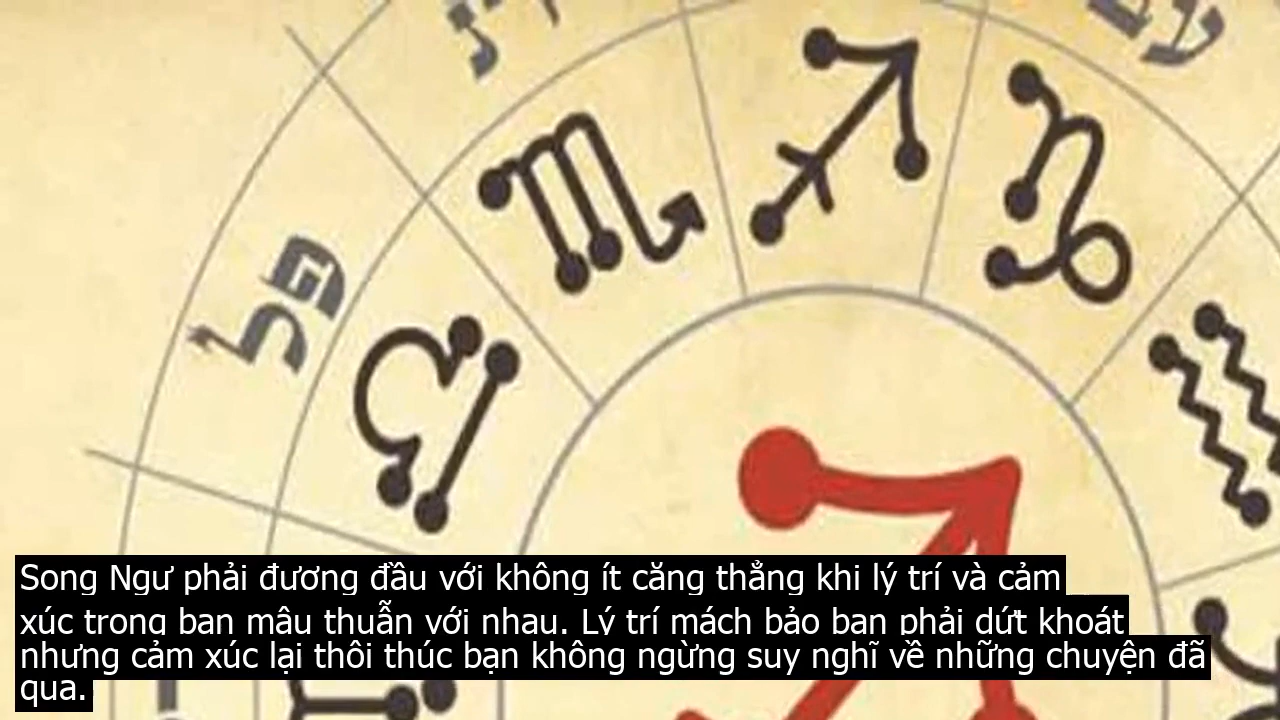 Song Ngư phải đương đầu với không ít căng thẳng khi lý trí và cảm
xúc trong bạn mâu thuẫn với nhau. Lý trí mách bảo bạn phải dứt khoát,
nhưng cảm xúc lại thôi thúc bạn không ngừng suy nghĩ về những chuyện đã
qua.